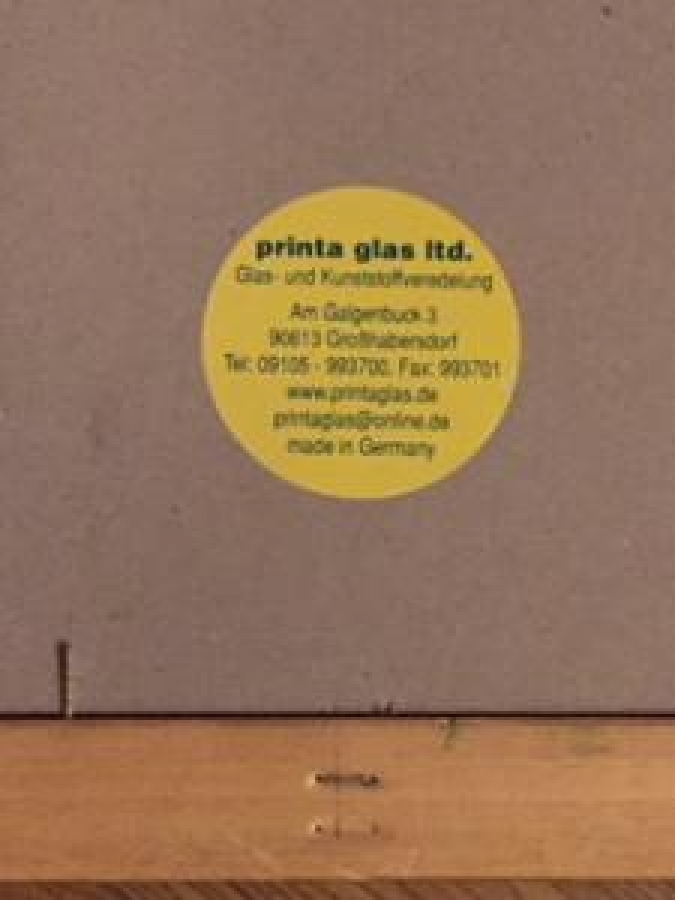 printa glas ltd.
Glas- und Kunststoffveredelung
Am Galgenbuck 3
90613 Großhabersdorf
Tel: 09105 - 993700, Fax: 993701
www.printaglas.de
printaglas@online.de
made in Germany